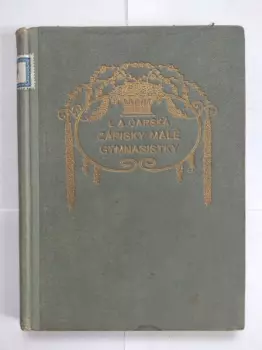 L. A. ČARSKÁ
ZÁPISKY MALÉ
GYMNASISTKY